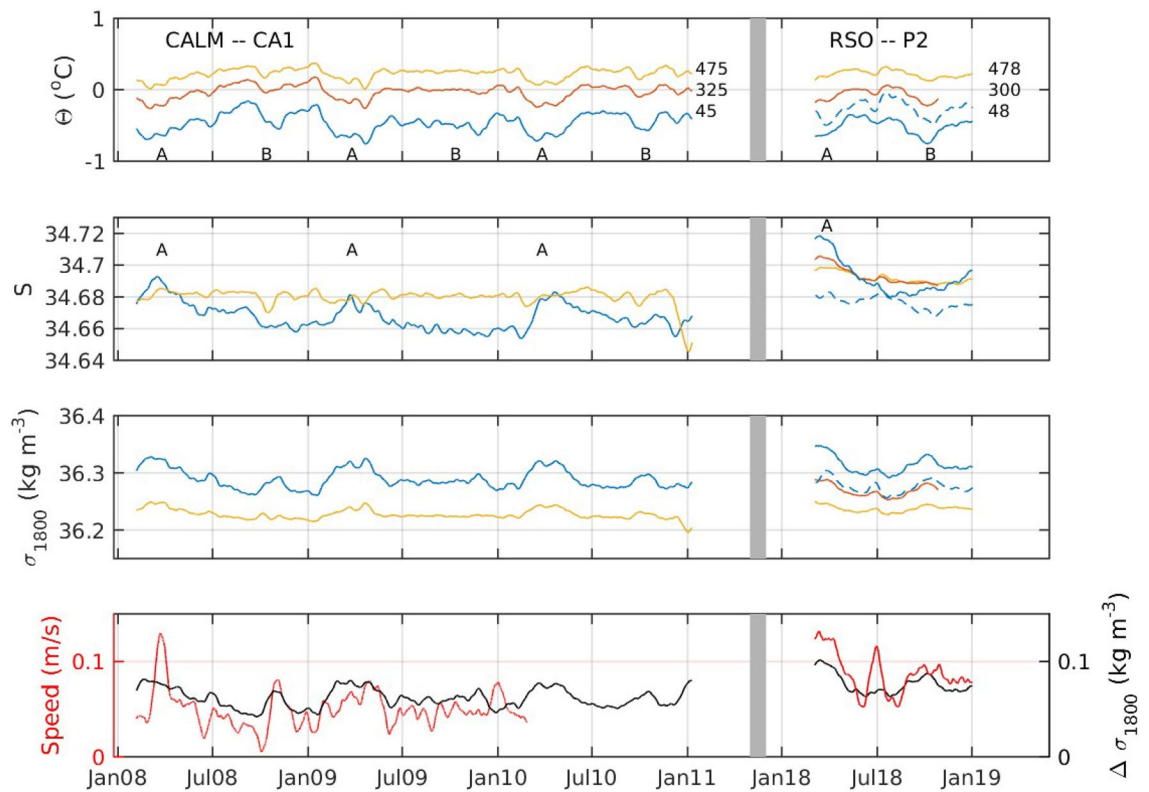 CALM -- CA1
RSO -- P2
Θ (°C)
1
0
-1
475
325
45
478
300
48
A B A B A B A B
S
34.72
34.7
34.68
34.66
34.64
A A A A
σ1800 (kg m-3)
36.4
36.3
36.2
Speed (m/s)
0.1
0
0.1
0
Δ σ1800 (kg m-3)
Jan08 Jul08 Jan09 Jul09 Jan10 Jul10 Jan11 Jan18 Jul18 Jan19